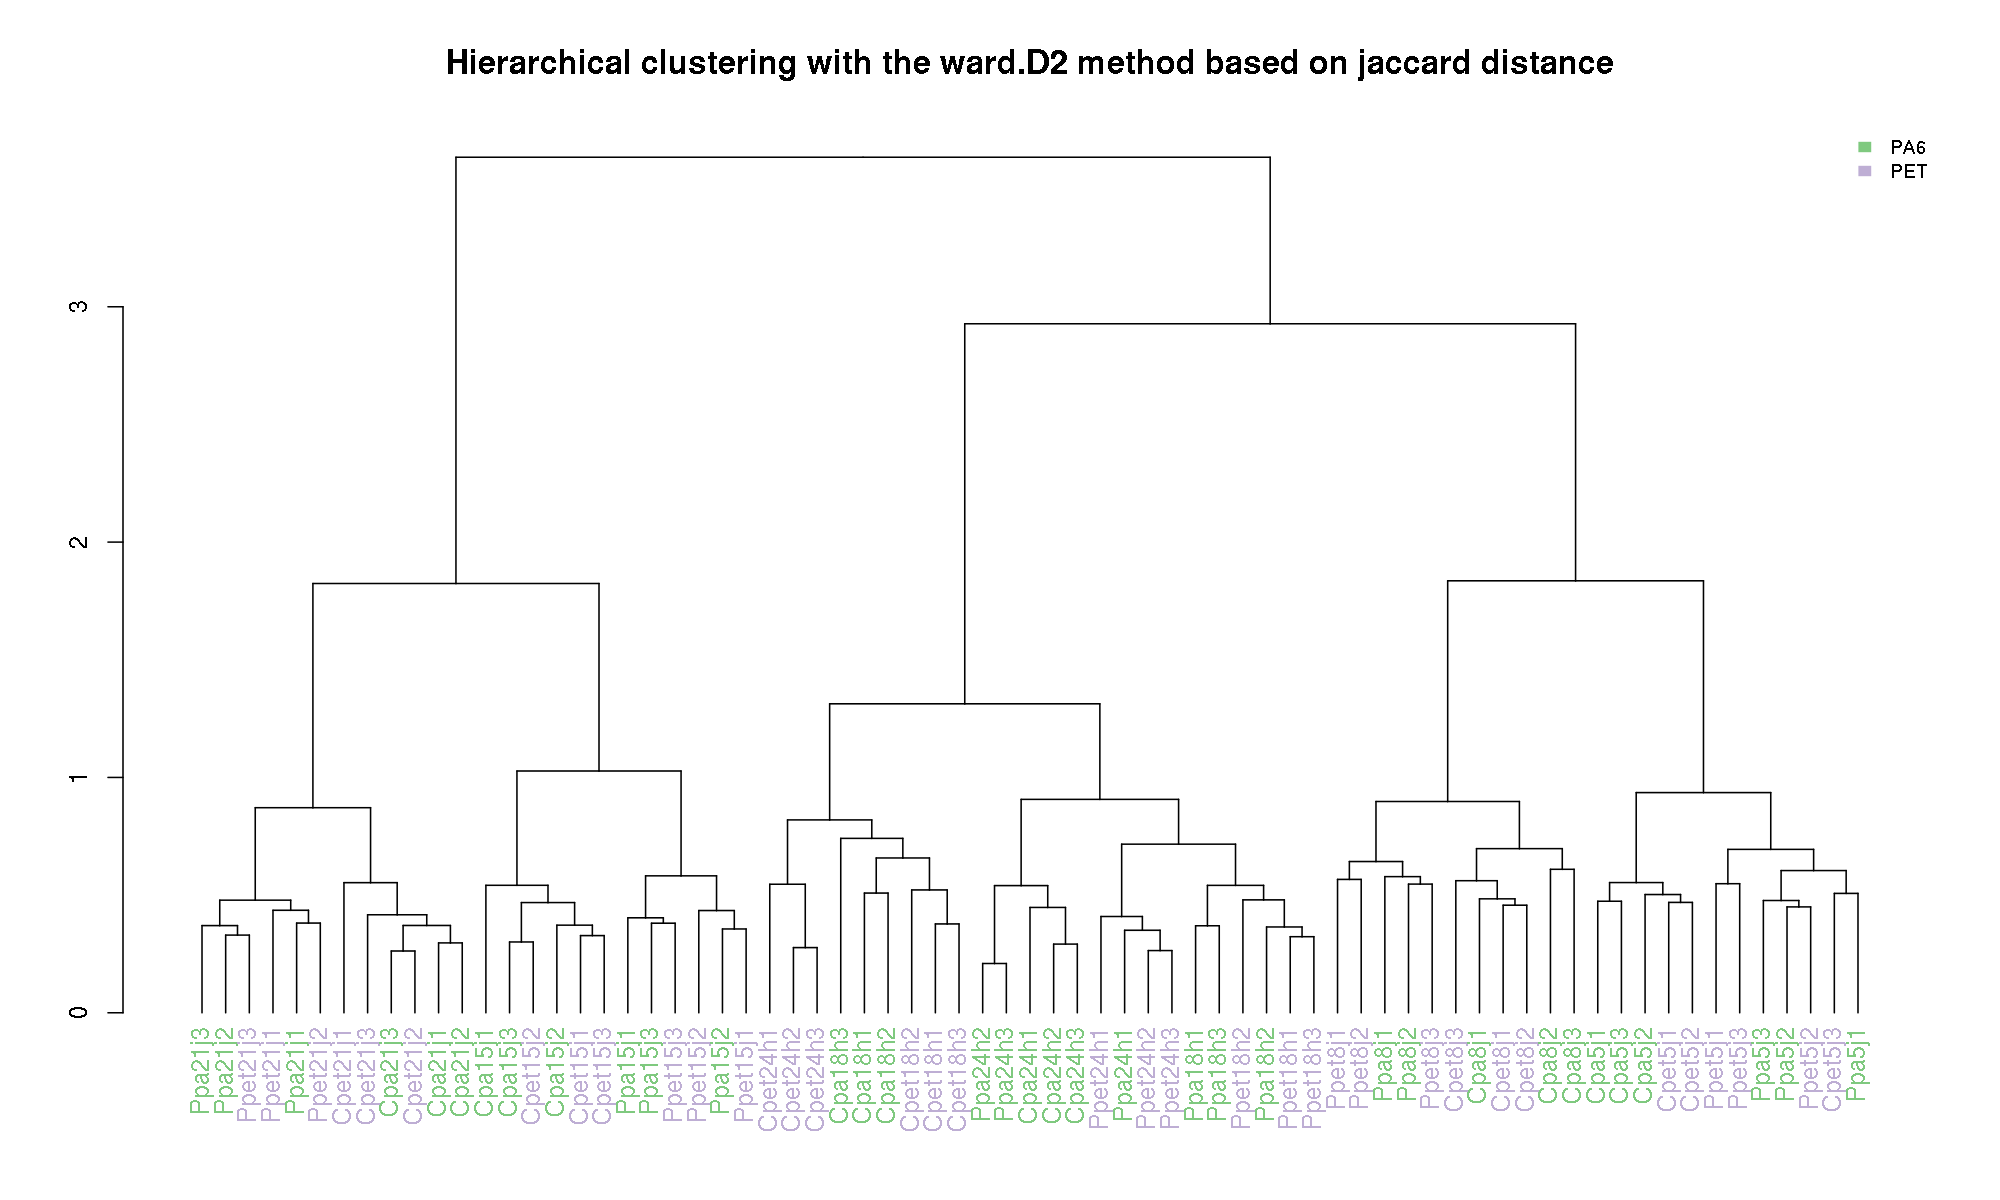 Hierarchical clustering with the ward.D2 method based on jaccard distance
PA6
PET
3
2
1
0
Ppa21j3
Ppa21j2
Ppet21j3
Ppet21j1
Ppa21j1
Ppet21j2
Cpet21j1
Cpet21j3
Cpa21j3
Cpet21j2
Cpa21j1
Cpa21j2
Cpa15j1
Cpa15j3
Cpet15j2
Cpa15j2
Cpet15j1
Cpet15j3
Ppa15j1
Ppa15j3
Ppet15j3
Ppet15j2
Ppa15j2
Ppet15j1
Cpet24h1
Cpet24h2
Cpet24h3
Cpa18h3
Cpa18h1
Cpa18h2
Cpet18h2
Cpet18h1
Cpet18h3
Ppa24h2
Ppa24h3
Cpa24h1
Cpa24h2
Cpa24h3
Ppet24h1
Ppa24h1
Ppet24h2
Ppet24h3
Ppa18h1
Ppa18h3
Ppet18h2
Ppa18h2
Ppet18h1
Ppet18h3
Ppet8j1
Ppet8j2
Ppa8j1
Ppa8j2
Ppet8j3
Cpet8j3
Cpa8j1
Cpet8j1
Cpet8j2
Cpa8j2
Cpa8j3
Cpa5j1
Cpa5j3
Cpa5j2
Cpet5j1
Cpet5j2
Ppet5j1
Ppet5j3
Ppa5j3
Ppa5j2
Ppet5j2
Cpet5j3
Ppa5j1